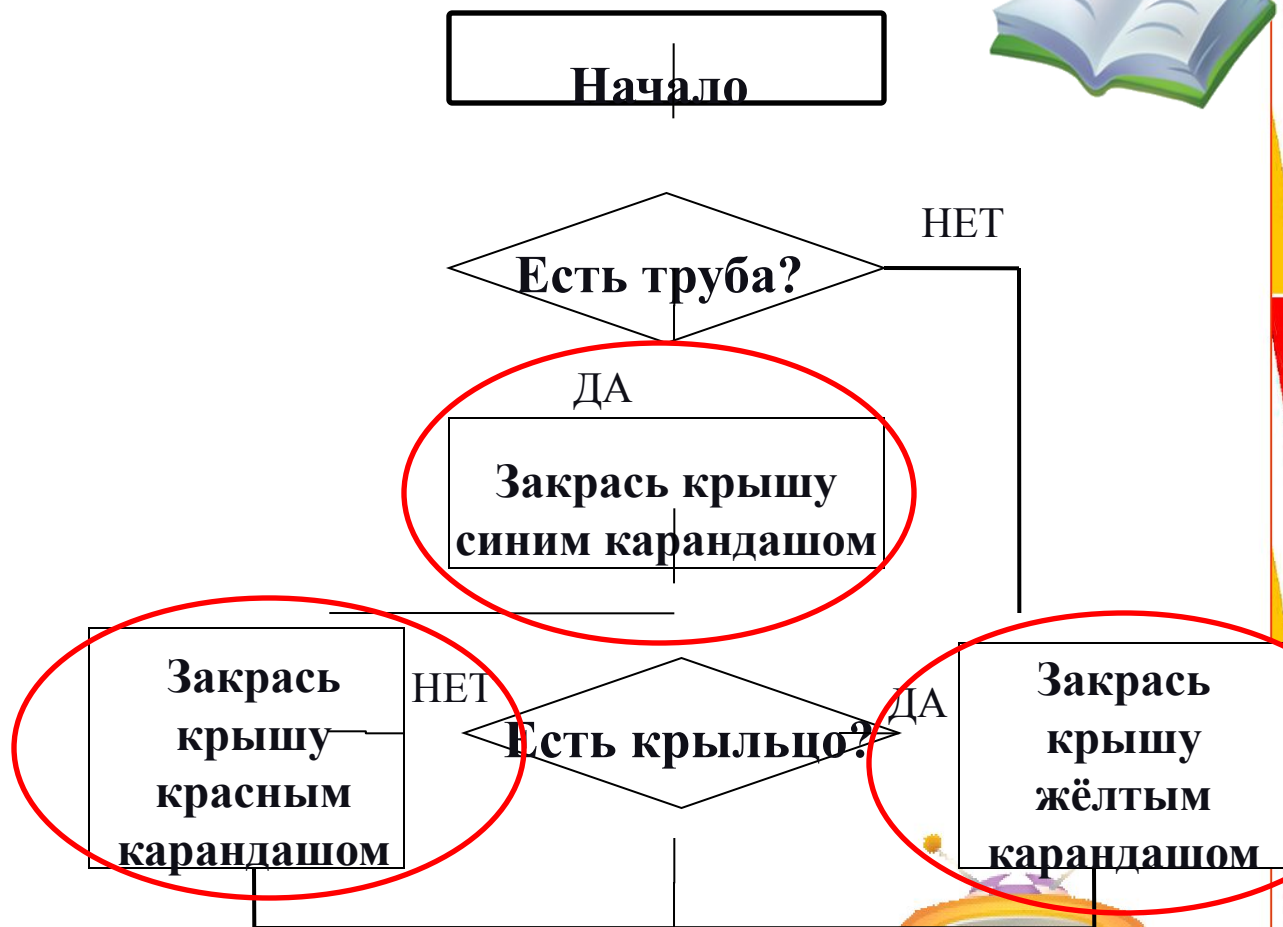 Начало
НЕТ
Есть труба?
ДА
Закрась крышу
синим карандашом
Закрась
крышу
красным
карандашом
НЕТ
Есть крыльцо?
ДА
Закрась
крышу
жёлтым
карандашом